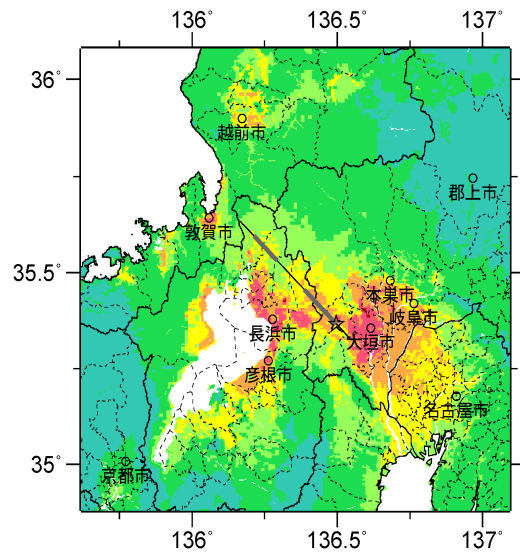 136° 136.5° 137°
36°
越前市
郡上市
敦賀市
35.5°
本巣市
岐阜市
長浜市
大垣市
彦根市
名古屋市
35°
京都市
136° 136.5° 137°